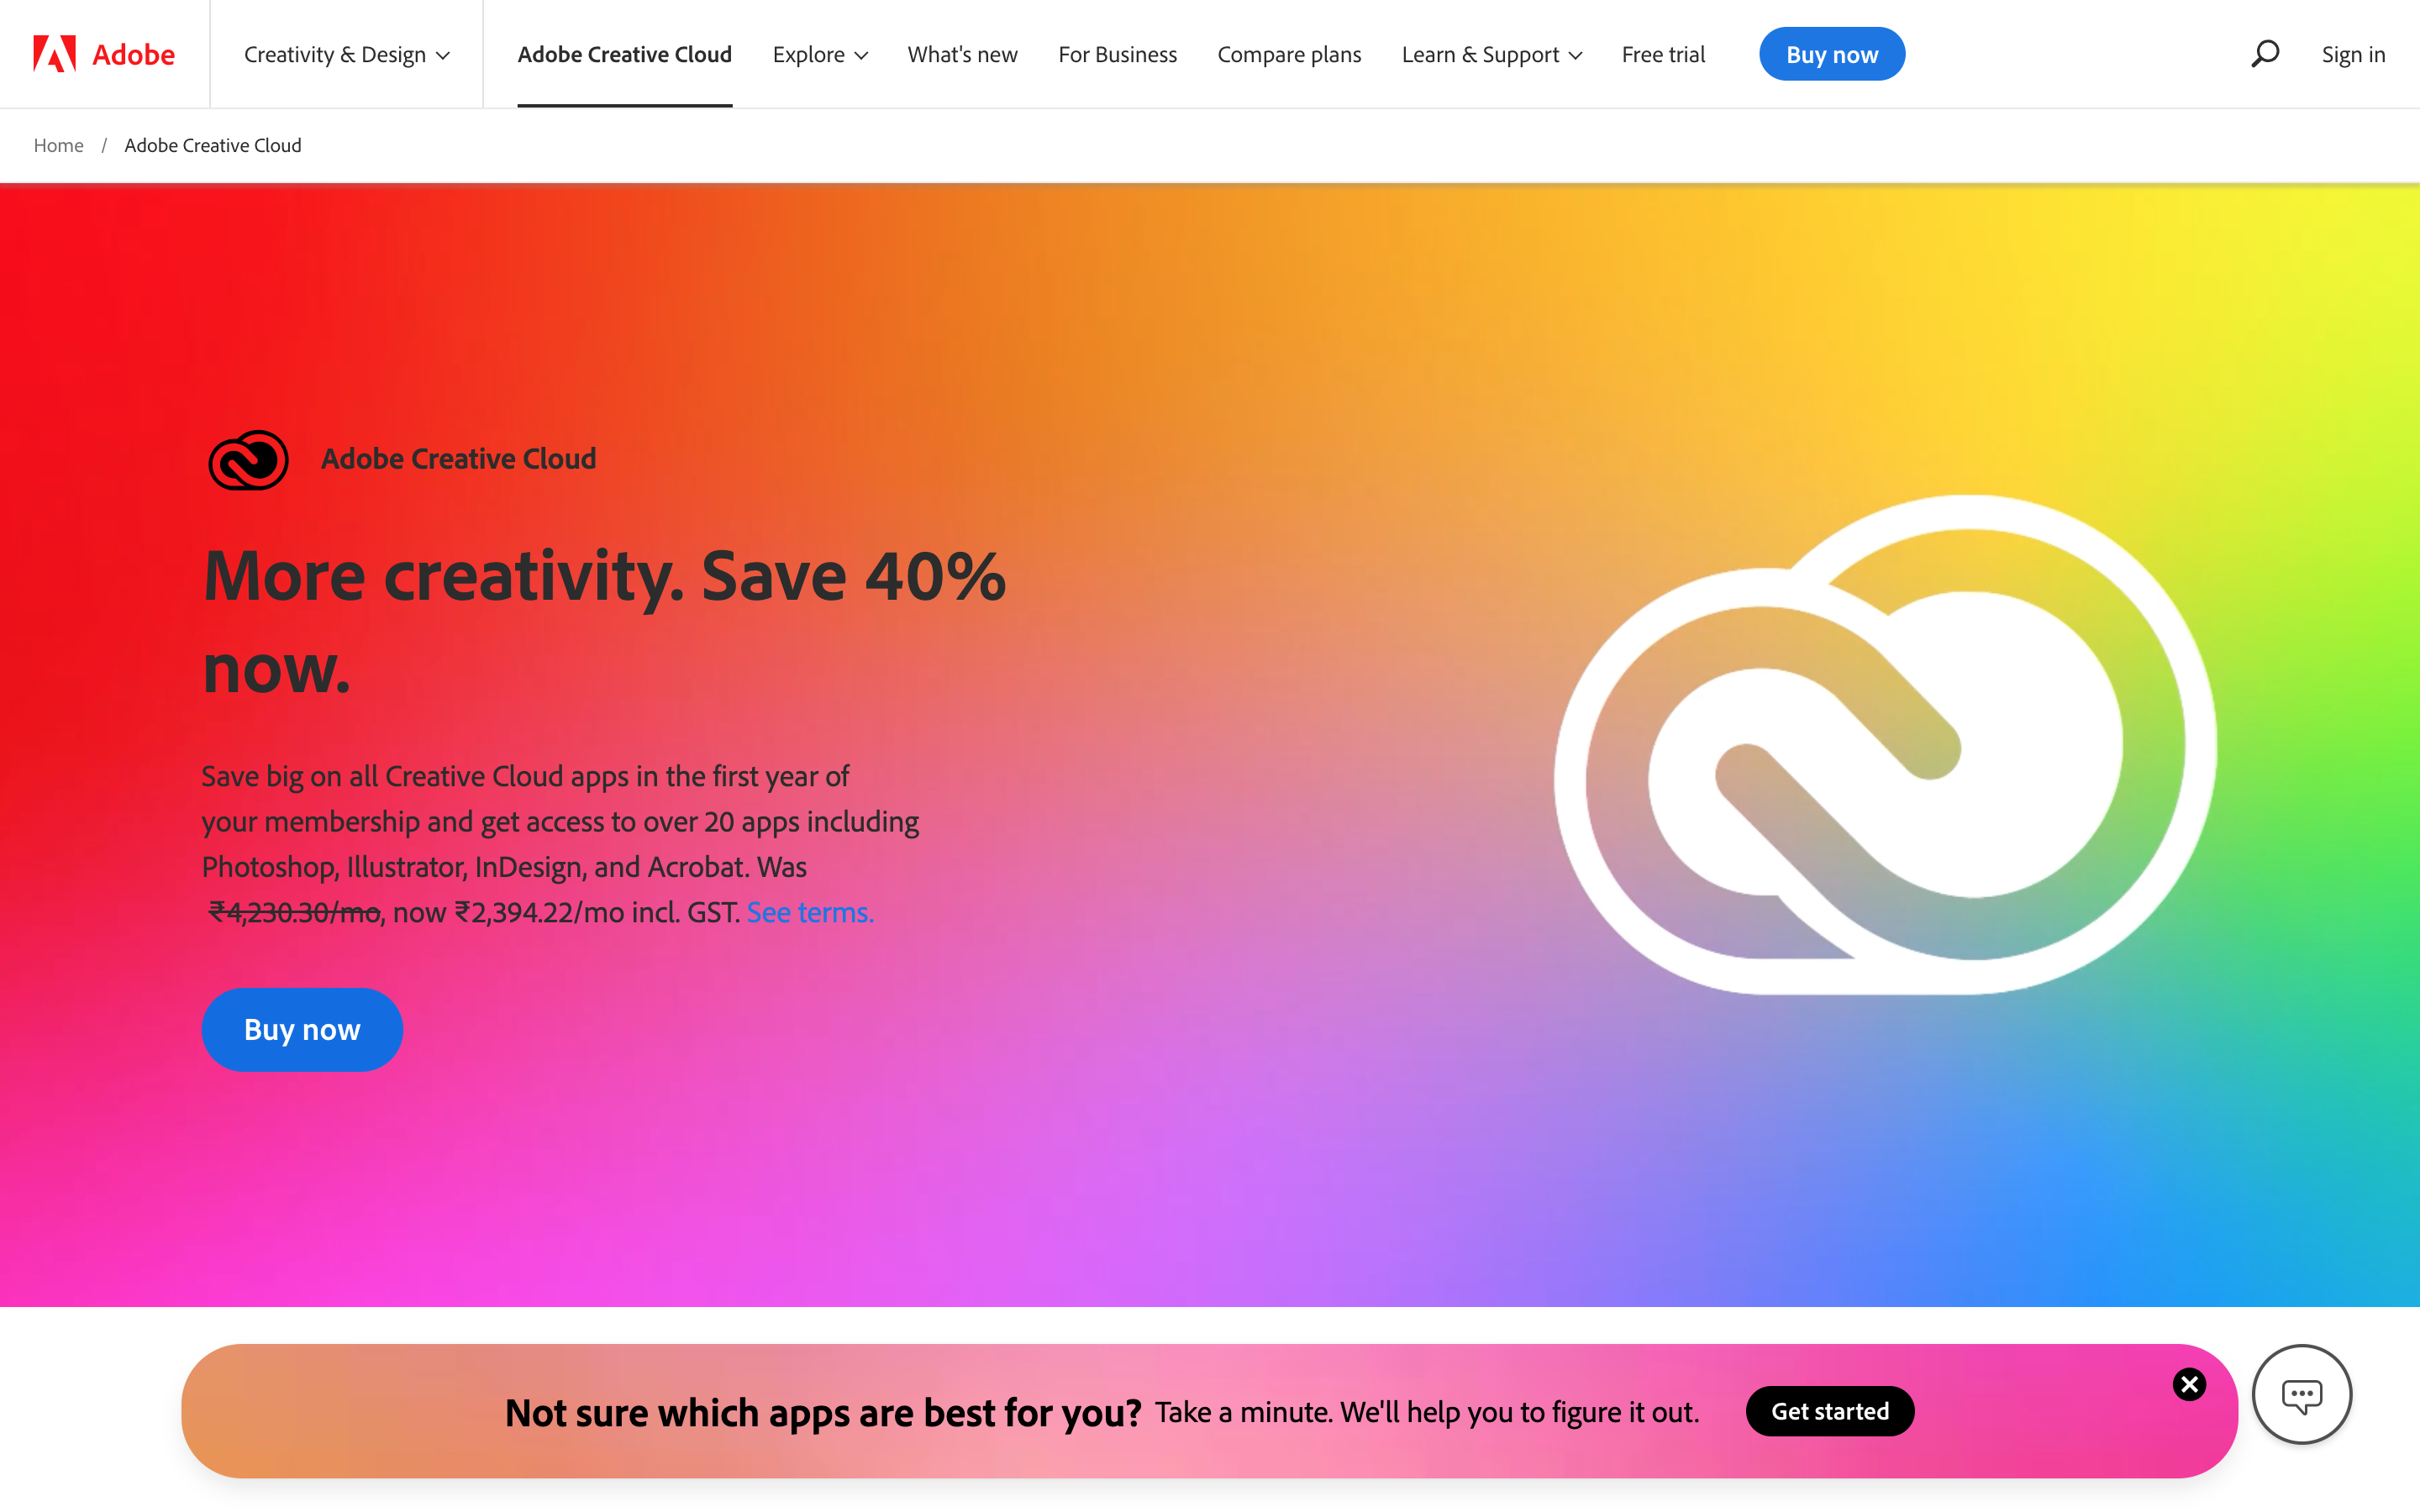 Adobe
Creativity & Design
Adobe Creative Cloud
Explore
What's new
For Business
Compare plans
Learn & Support
Free trial
Buy now
Sign in
Home / Adobe Creative Cloud
Adobe Creative Cloud
More creativity. Save 40%
now.
Save big on all Creative Cloud apps in the first year of
your membership and get access to over 20 apps including
Photoshop, Illustrator, InDesign, and Acrobat. Was
₹4,230.30/mo, now ₹2,394.22/mo incl. GST. See terms.
Buy now
Not sure which apps are best for you? Take a minute. We'll help you to figure it out.
Get started